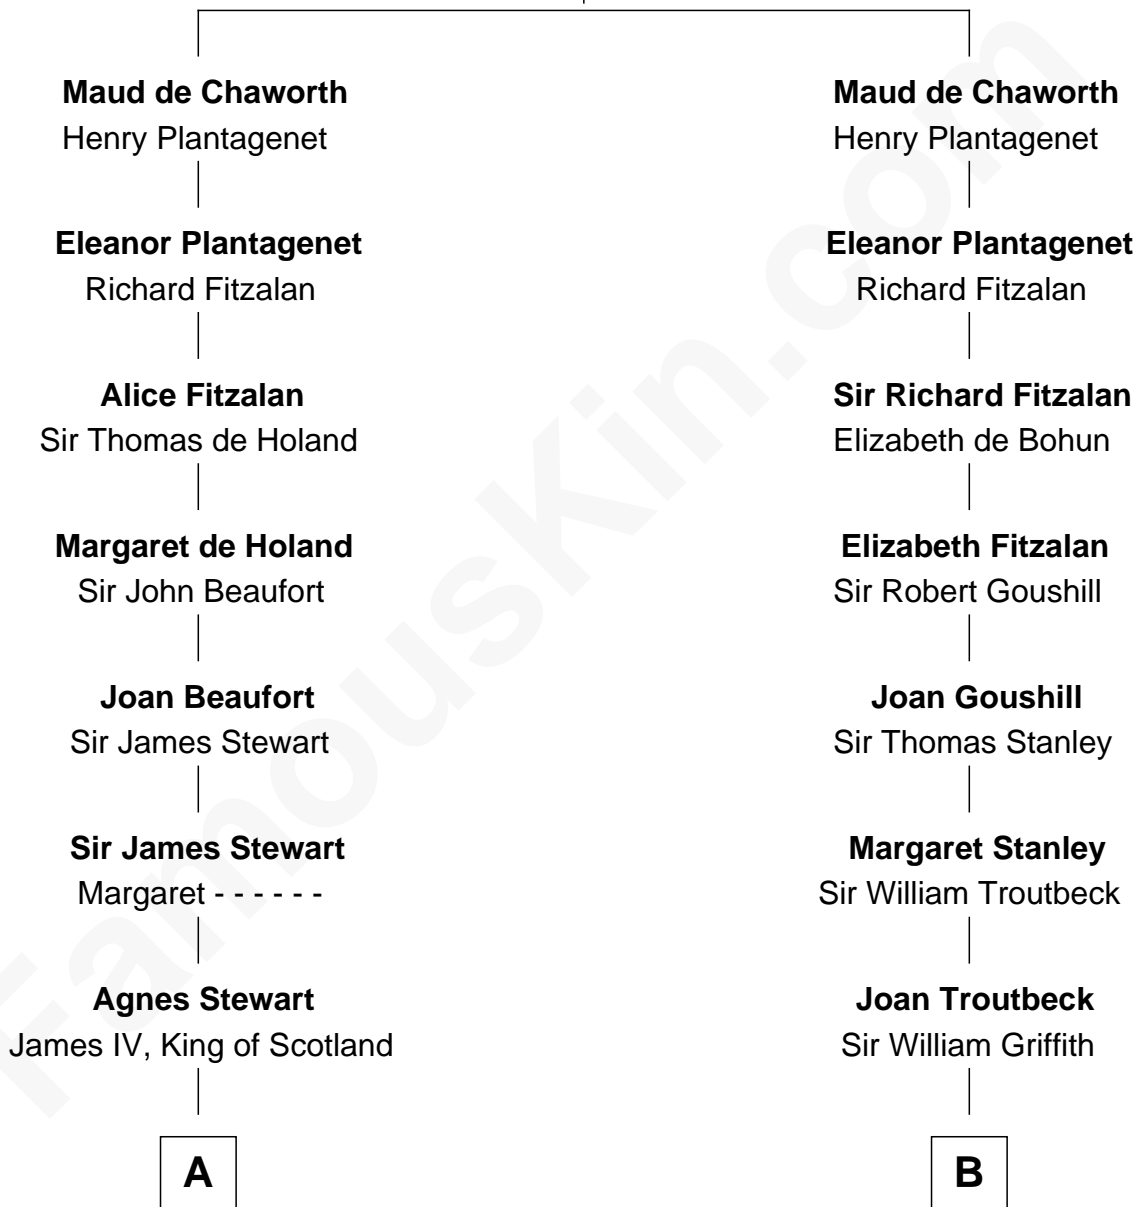 Maud de Chaworth
Henry Plantagenet
Eleanor Plantagenet
Richard Fitzalan
Alice Fitzalan
Sir Thomas de Holand
Margaret de Holand
Sir John Beaufort
Joan Beaufort
Sir James Stewart
Sir James Stewart
Margaret - - - - - -
Agnes Stewart
James IV, King of Scotland
A
Maud de Chaworth
Henry Plantagenet
Eleanor Plantagenet
Richard Fitzalan
Sir Richard Fitzalan
Elizabeth de Bohun
Elizabeth Fitzalan
Sir Robert Goushill
Joan Goushill
Sir Thomas Stanley
Margaret Stanley
Sir William Troutbeck
Joan Troutbeck
Sir William Griffith
B
FamousKin.com